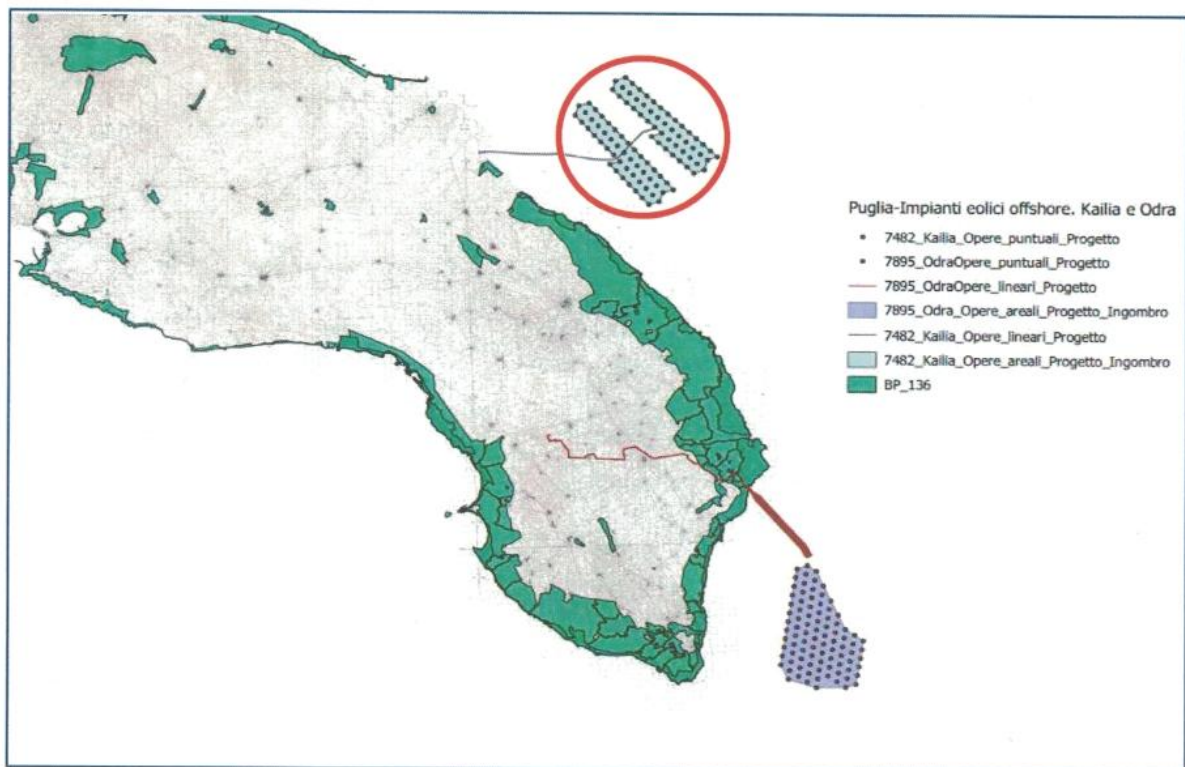 Puglia-Impianti eolici offshore. Kailia e Odra
7482_Kailia_Opere_puntuali_Progetto
7895_OdraOpere_puntuali_Progetto
7895_OdraOpere_lineari_Progetto
7895_Odra_Opere_areali_Progetto_Ingombro
7482_Kailia_Opere_lineari_Progetto
7482_Kailia_Opere_areali_Progetto_Ingombro
BP_136